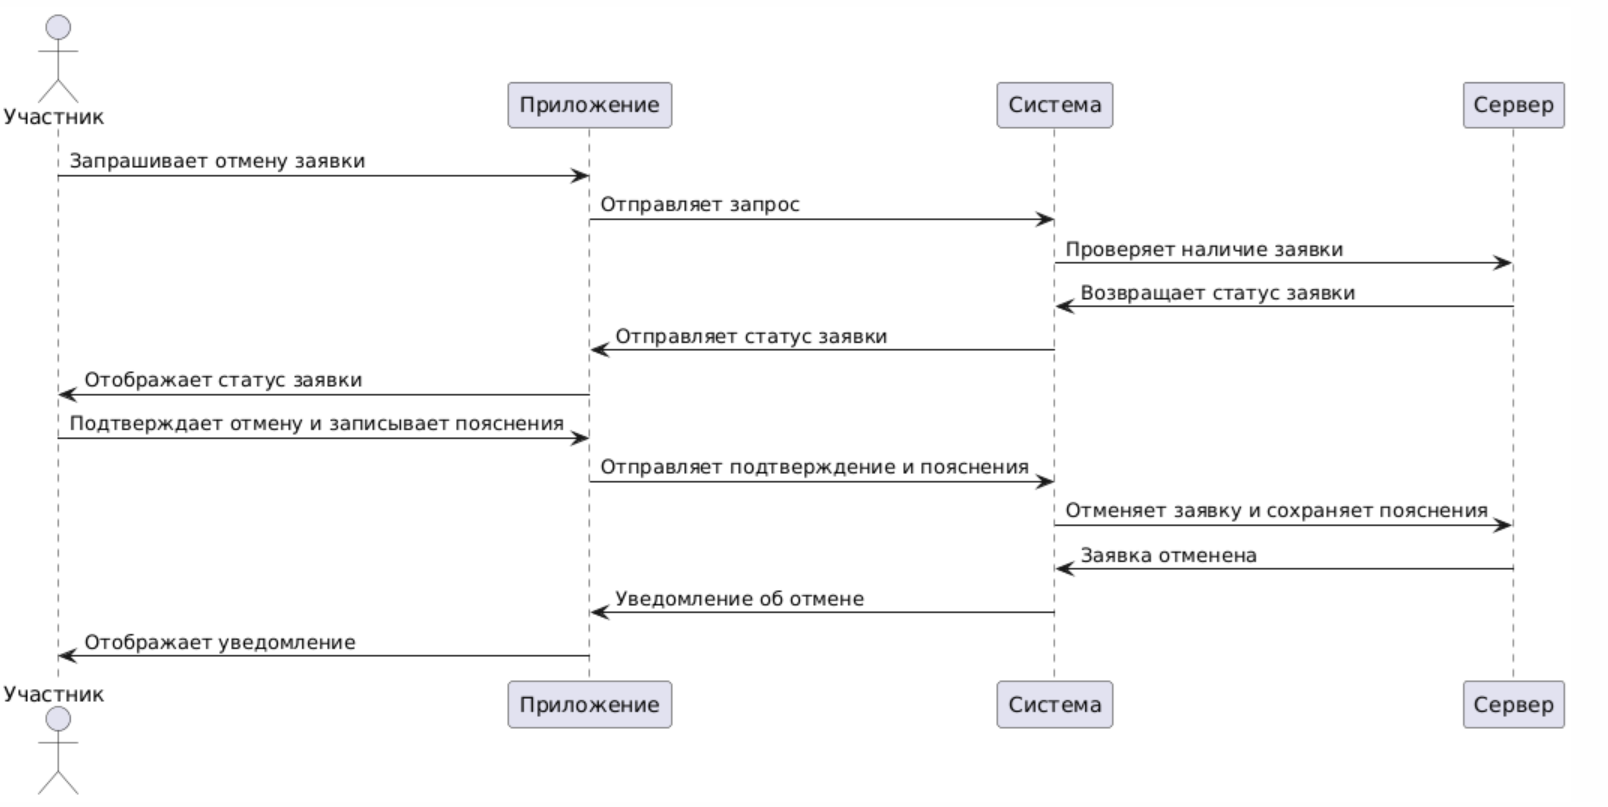 Участник
Приложение
Система
Сервер
Запрашивает отмену заявки
Отправляет запрос
Проверяет наличие заявки
Возвращает статус заявки
Отправляет статус заявки
Отображает статус заявки
Подтверждает отмену и записывает пояснения
Отправляет подтверждение и пояснения
Отменяет заявку и сохраняет пояснения
Заявка отменена
Уведомление об отмене
Отображает уведомление
Участник
Приложение
Система
Сервер